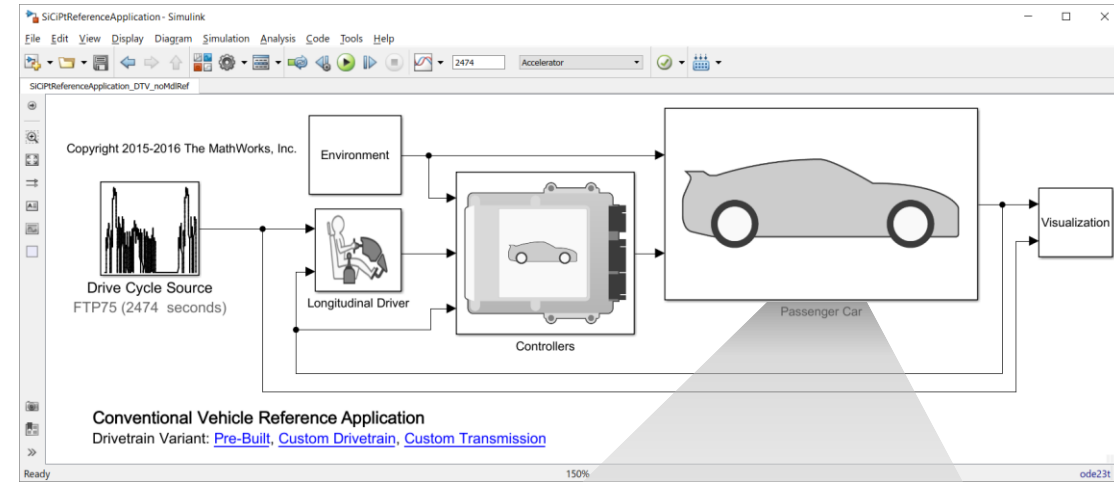 SiCiPtReferenceApplication - Simulink
File Edit View Display Diagram Simulation Analysis Code Tools Help
2474 Accelerator
SiCiPtReferenceApplication_DTV_noMdlRef
Copyright 2015-2016 The MathWorks, Inc.
Environment
Visualization
Drive Cycle Source
FTP75 (2474 seconds)
Longitudinal Driver
Passenger Car
Controllers
Conventional Vehicle Reference Application
Drivetrain Variant: Pre-Built, Custom Drivetrain, Custom Transmission
Ready 150% ode23t